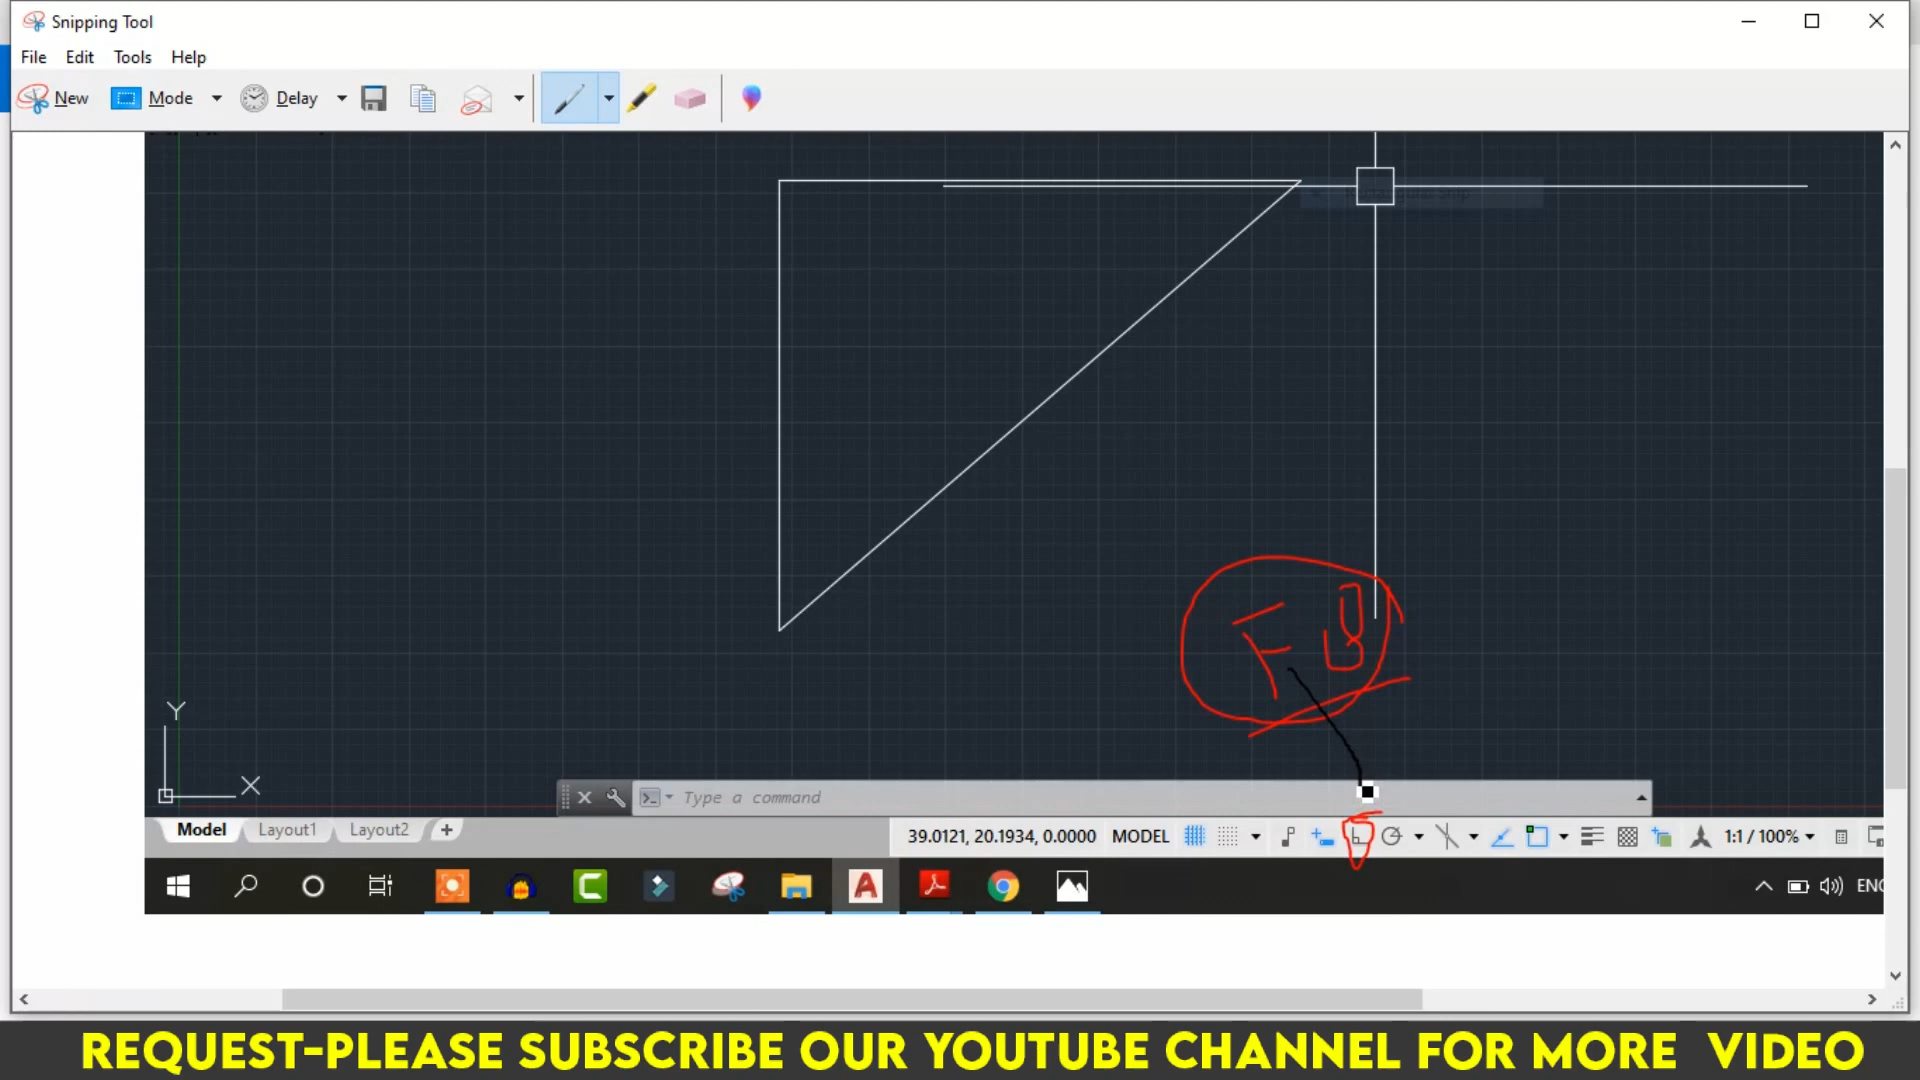 Snipping Tool
File Edit Tools Help
New Mode Delay
F8
Y
X
Type a command
Model Layout1 Layout2 +
39.0121, 20.1934, 0.0000 MODEL 1:1 / 100%
ENG
REQUEST-PLEASE SUBSCRIBE OUR YOUTUBE CHANNEL FOR MORE VIDEO